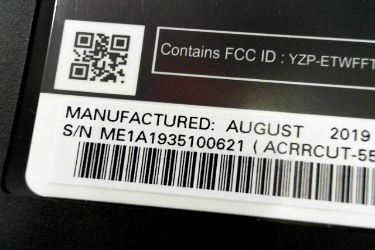 Contains FCC ID : YZP-ETWFFT
MANUFACTURED: AUGUST 2019
S/N ME1A1935100621 ( ACRRCUT-55